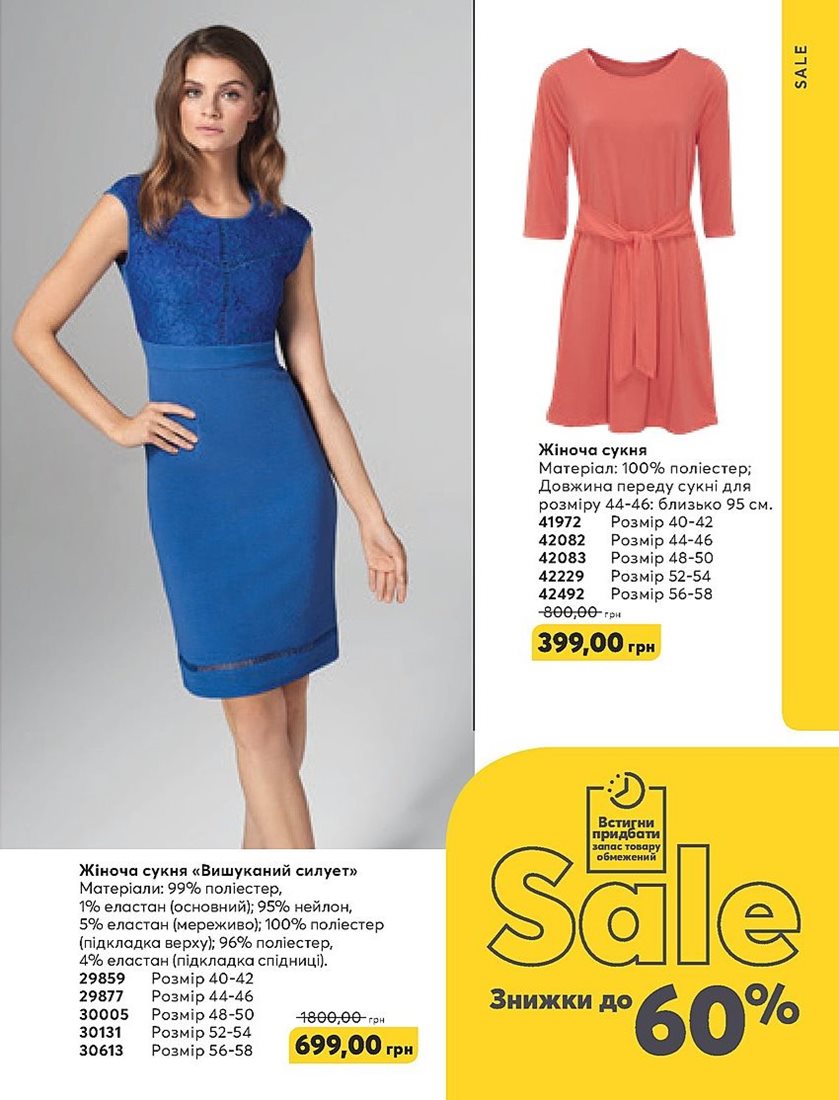 SALE
Жіноча сукня
Матеріал: 100% поліестер;
Довжина переду сукні для
розміру 44-46: близько 95 см.
41972 Розмір 40-42
42082 Розмір 44-46
42083 Розмір 48-50
42229 Розмір 52-54
42492 Розмір 56-58
800,00 грн
399,00 грн
Жіноча сукня «Вишуканий силует»
Матеріали: 99% поліестер,
1% еластан (основний); 95% нейлон,
5% еластан (мереживо); 100% поліестер
(підкладка верху); 96% поліестер,
4% еластан (підкладка спідниці).
29859 Розмір 40-42
29877 Розмір 44-46
30005 Розмір 48-50
30131 Розмір 52-54
30613 Розмір 56-58
1800,00 грн
699,00 грн
Встигни
придбати
запас товару
обмежений
Sale
Знижки до
60%